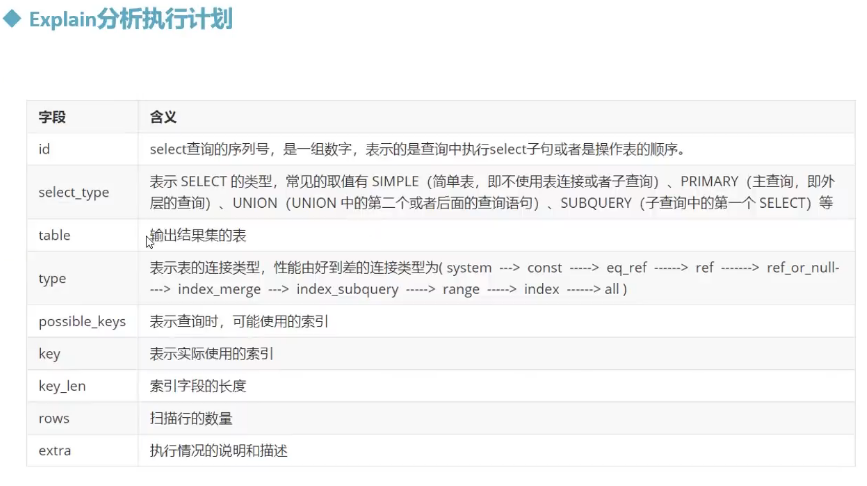 Explain分析执行计划
字段 含义
id select查询的序列号，是一组数字，表示的是查询中执行select子句或者是操作表的顺序。
select_type 表示 SELECT 的类型，常见的取值有 SIMPLE（简单表，即不使用表连接或者子查询）、PRIMARY（主查询，即外
层的查询）、UNION（UNION 中的第二个或者后面的查询语句）、SUBQUERY（子查询中的第一个 SELECT）等
table 输出结果集的表
type 表示表的连接类型，性能由好到差的连接类型为( system ---> const -----> eq_ref ------> ref -------> ref_or_null-
---> index_merge ---> index_subquery -----> range -----> index ------> all )
possible_keys 表示查询时，可能使用的索引
key 表示实际使用的索引
key_len 索引字段的长度
rows 扫描行的数量
extra 执行情况的说明和描述